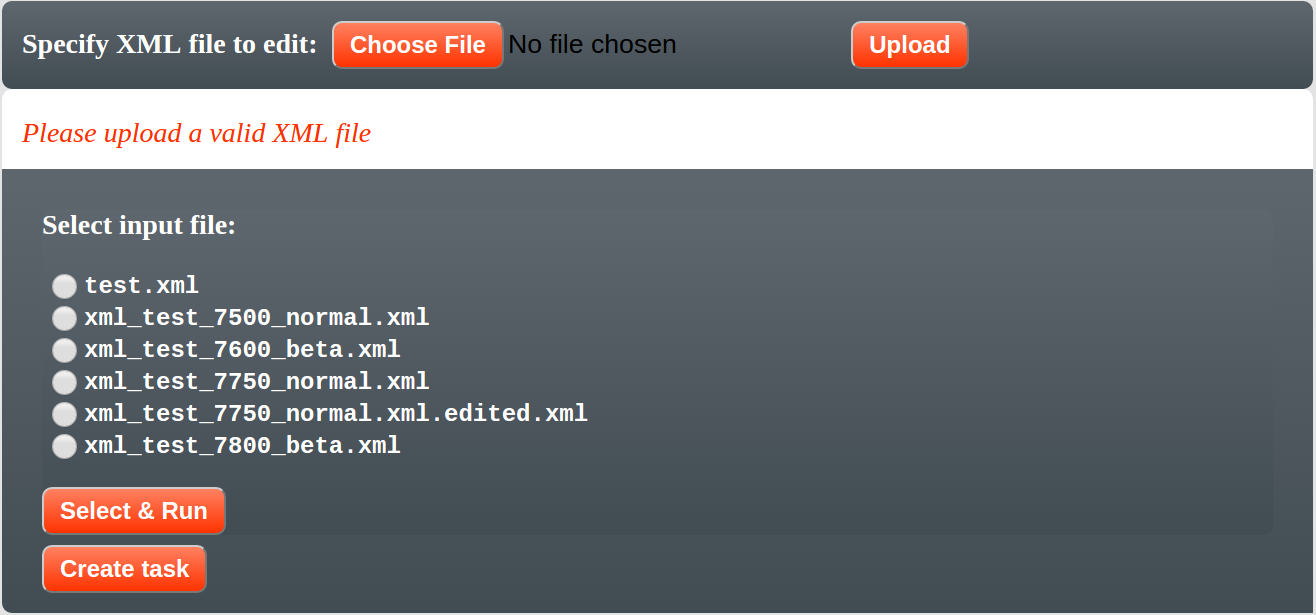 Specify XML file to edit: Choose File No file chosen Upload
Please upload a valid XML file
Select input file:
test.xml
xml_test_7500_normal.xml
xml_test_7600_beta.xml
xml_test_7750_normal.xml
xml_test_7750_normal.xml.edited.xml
xml_test_7800_beta.xml
Select & Run
Create task